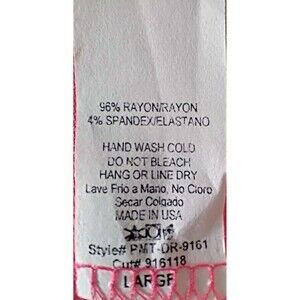 96% RAYON/RAYON
4% SPANDEX/ELASTANO
HAND WASH COLD
DO NOT BLEACH
HANG OR LINE DRY
Lave Frio a Mano, No Cloro
Secar Colgado
MADE IN USA
Style# PMT-DR-9161
Cut# 916118
LARGE